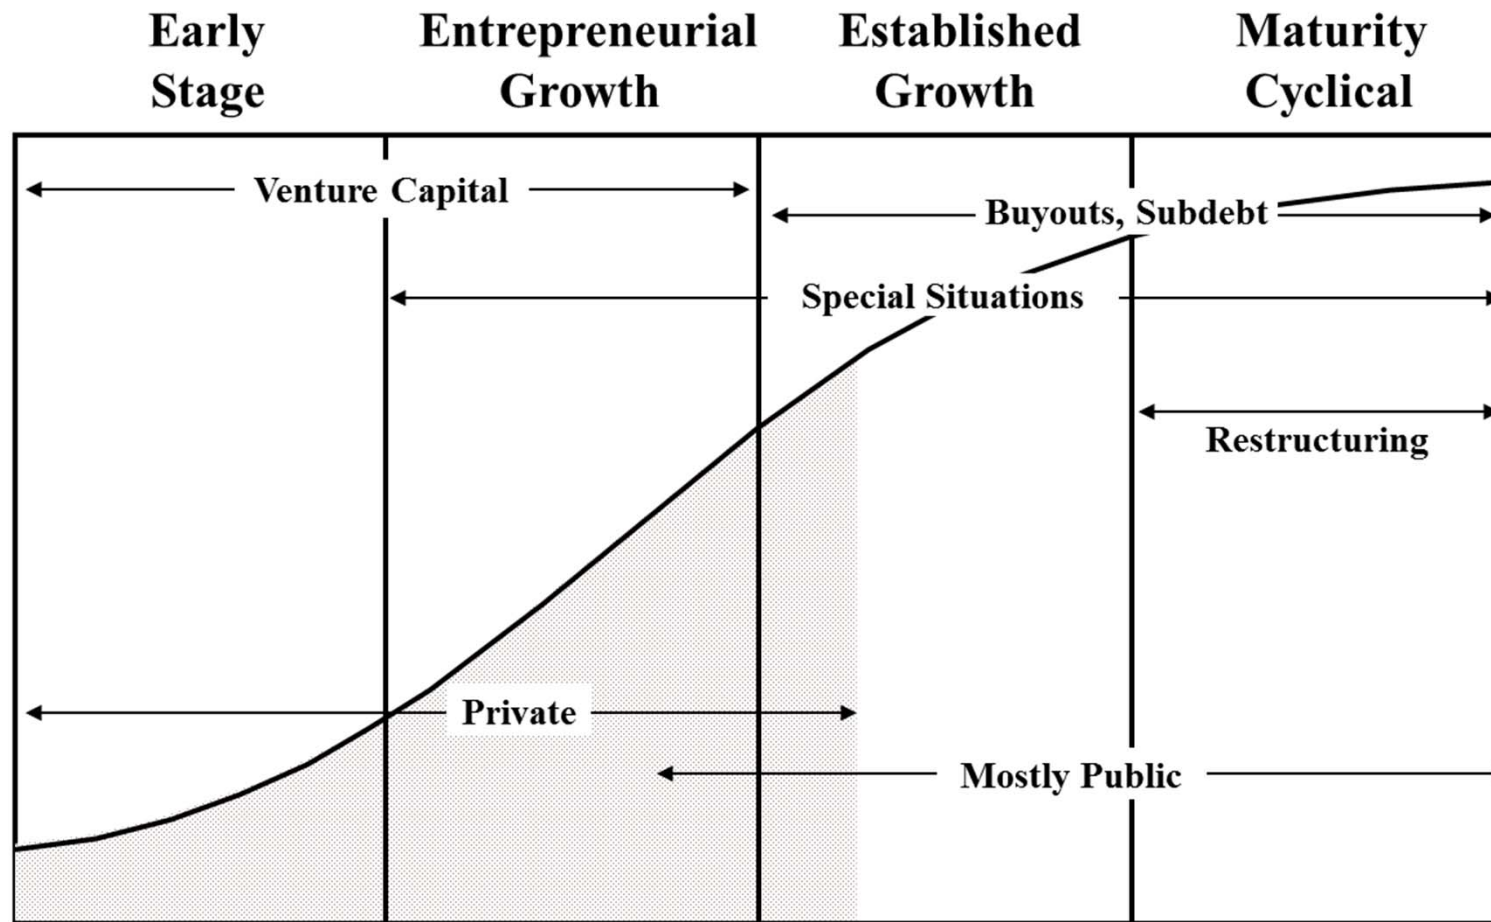 Early
Stage
Entrepreneurial
Growth
Established
Growth
Maturity
Cyclical
Venture Capital
Buyouts, Subdebt
Special Situations
Restructuring
Private
Mostly Public